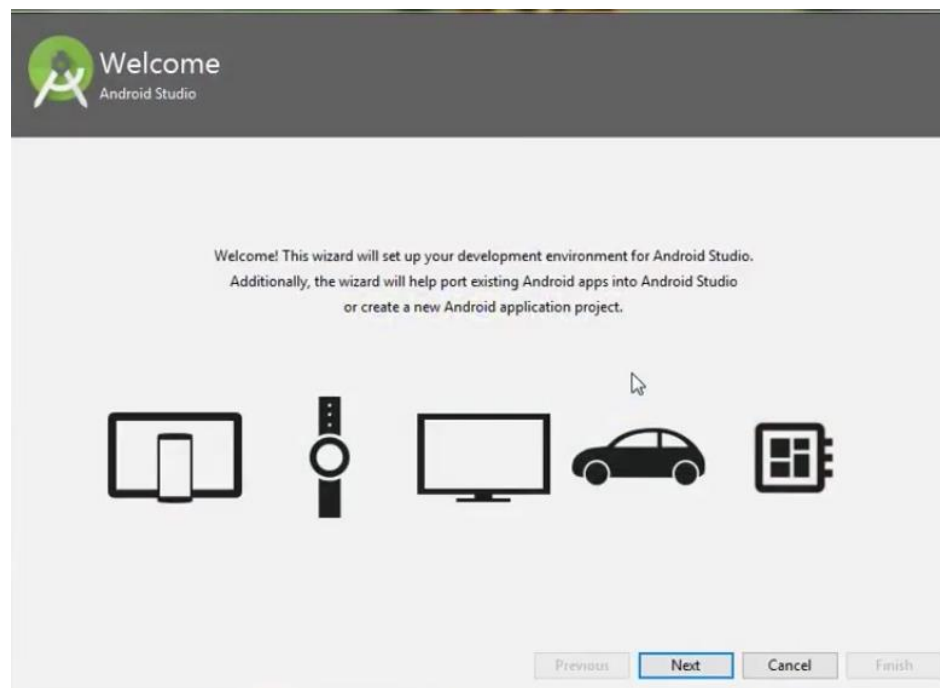 Welcome
Android Studio
Welcome! This wizard will set up your development environment for Android Studio.
Additionally, the wizard will help port existing Android apps into Android Studio
or create a new Android application project.
Previous Next Cancel Finish